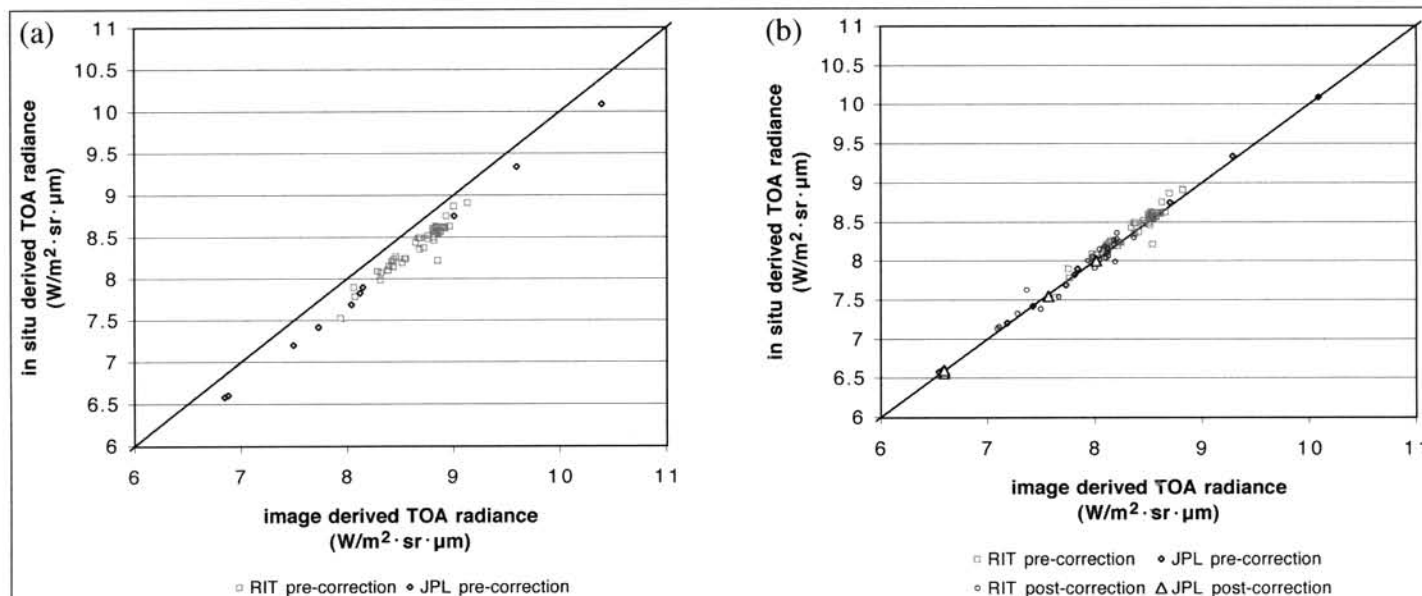 (a)
11
10.5
10
9.5
9
8.5
8
7.5
7
6.5
6
in situ derived TOA radiance
(W/m²·sr·µm)
6 7 8 9 10 11
image derived TOA radiance
(W/m²·sr·µm)
□ RIT pre-correction ⋄ JPL pre-correction
(b)
11
10.5
10
9.5
9
8.5
8
7.5
7
6.5
6
in situ derived TOA radiance
(W/m²·sr·µm)
6 7 8 9 10 11
image derived TOA radiance
(W/m²·sr·µm)
□ RIT pre-correction ⋄ JPL pre-correction
○ RIT post-correction △ JPL post-correction